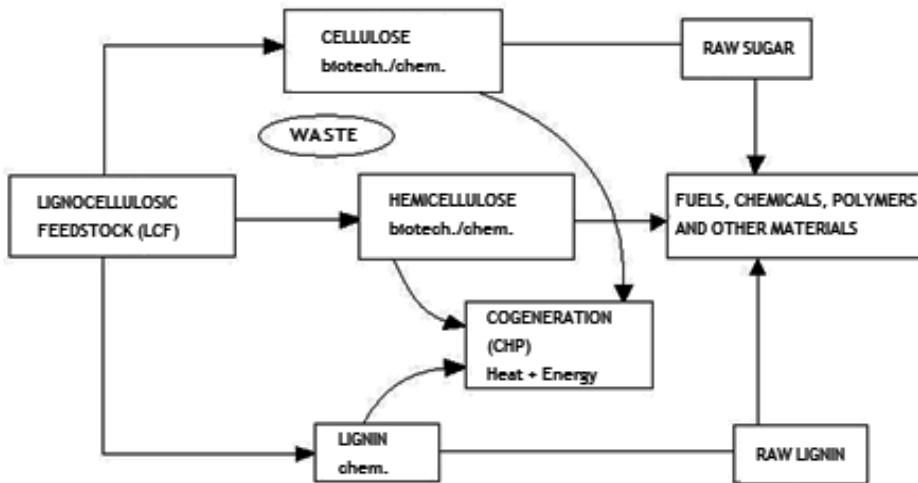 CELLULOSE
biotech./chem.
RAW SUGAR
WASTE
LIGNOCELLULOSIC
FEEDSTOCK (LCF)
HEMICELLULOSE
biotech./chem.
FUELS, CHEMICALS, POLYMERS
AND OTHER MATERIALS
COGENERATION
(CHP)
Heat + Energy
LIGNIN
chem.
RAW LIGNIN